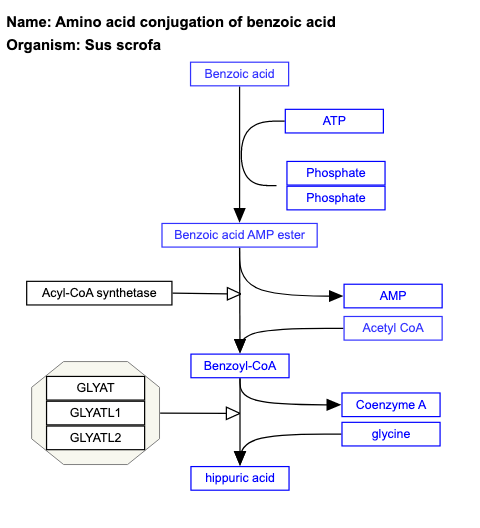 Name: Amino acid conjugation of benzoic acid
Organism: Sus scrofa
Benzoic acid
ATP
Phosphate
Phosphate
Benzoic acid AMP ester
Acyl-CoA synthetase
AMP
Acetyl CoA
Benzoyl-CoA
GLYAT
GLYATL1
GLYATL2
Coenzyme A
glycine
hippuric acid